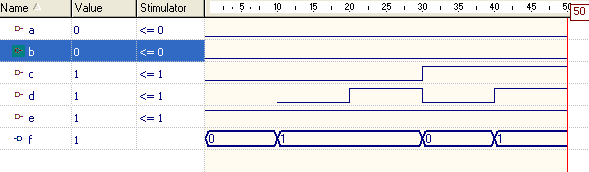 Name Value Stimulator 5 10 15 20 25 30 35 40 45 50
50
a 0 <= 0
b 0 <= 0
c 1 <= 1
d 1 <= 1
e 1 <= 1
f 1 0 1 0 1